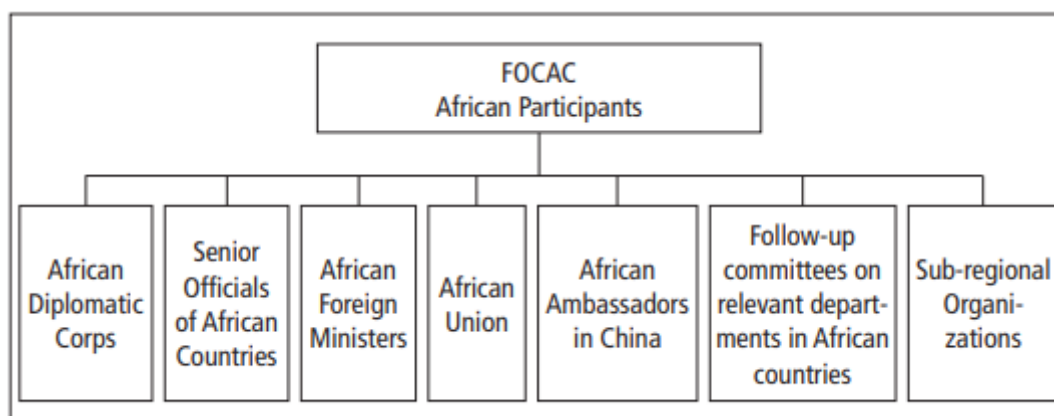 FOCAC
African Participants
African
Diplomatic
Corps
Senior
Officials
of African
Countries
African
Foreign
Ministers
African
Union
African
Ambassadors
in China
Follow-up
committees on
relevant depart-
ments in African
countries
Sub-regional
Organi-
zations